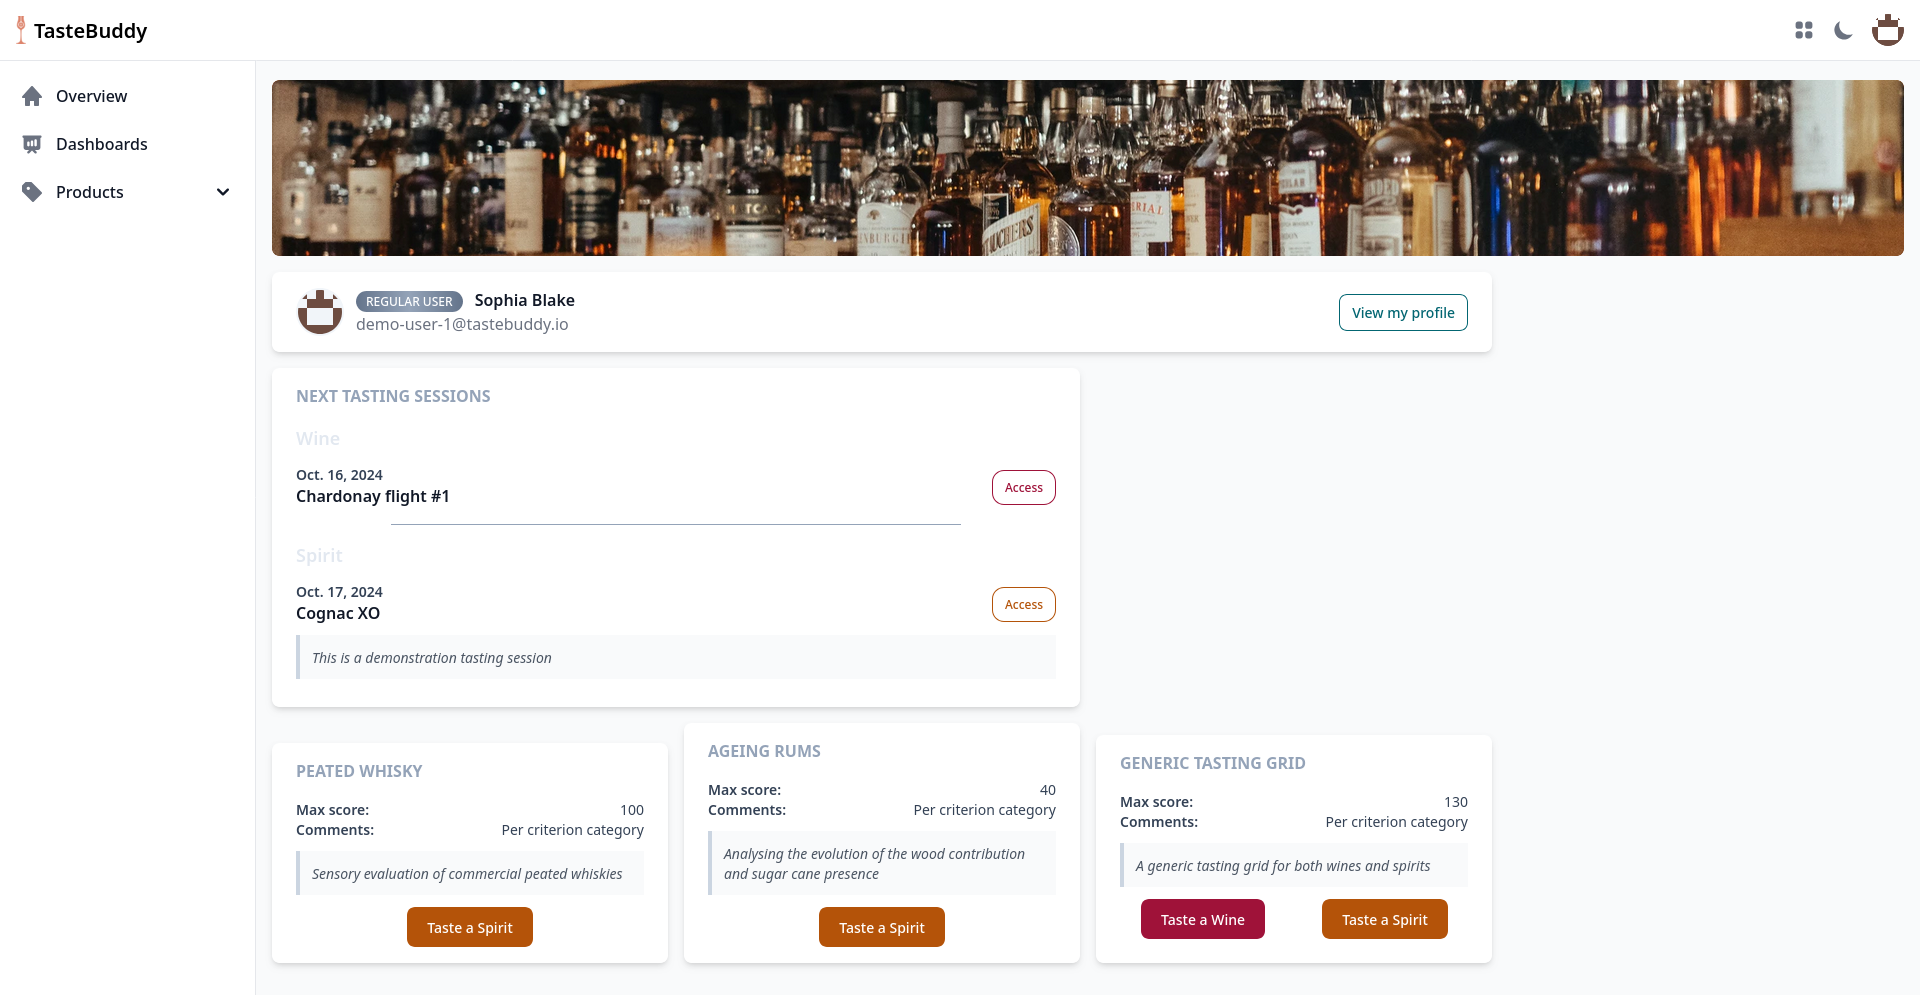 TasteBuddy
Overview
Dashboards
Products
REGULAR USER Sophia Blake
demo-user-1@tastebuddy.io
View my profile
NEXT TASTING SESSIONS
Wine
Oct. 16, 2024
Chardonay flight #1
Access
Spirit
Oct. 17, 2024
Cognac XO
Access
This is a demonstration tasting session
PEATED WHISKY
Max score: 100
Comments: Per criterion category
Sensory evaluation of commercial peated whiskies
Taste a Spirit
AGEING RUMS
Max score: 40
Comments: Per criterion category
Analysing the evolution of the wood contribution
and sugar cane presence
Taste a Spirit
GENERIC TASTING GRID
Max score: 130
Comments: Per criterion category
A generic tasting grid for both wines and spirits
Taste a Wine
Taste a Spirit